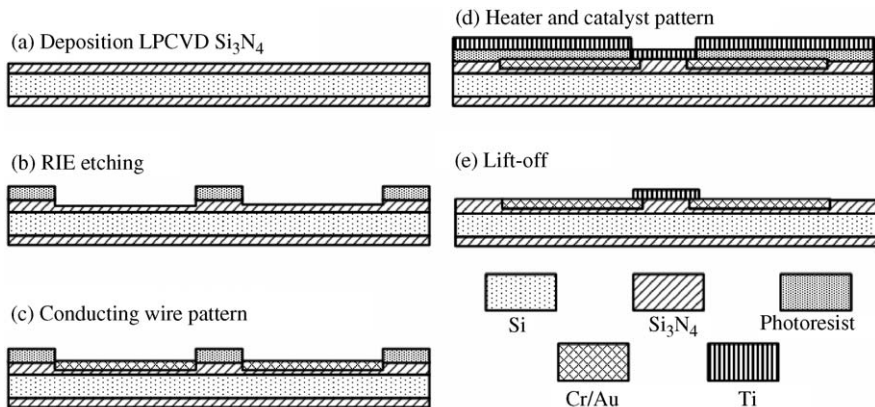 (a) Deposition LPCVD Si₃N₄
(b) RIE etching
(c) Conducting wire pattern
(d) Heater and catalyst pattern
(e) Lift-off
Si
Si₃N₄
Photoresist
Cr/Au
Ti